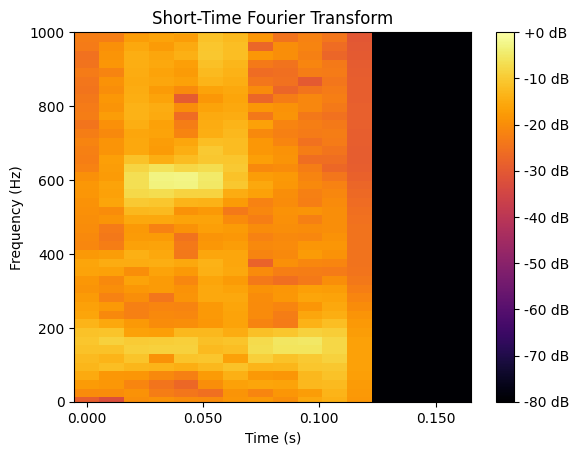 Short-Time Fourier Transform
1000
800
600
400
200
0
Frequency (Hz)
0.000
0.050
0.100
0.150
Time (s)
+0 dB
-10 dB
-20 dB
-30 dB
-40 dB
-50 dB
-60 dB
-70 dB
-80 dB